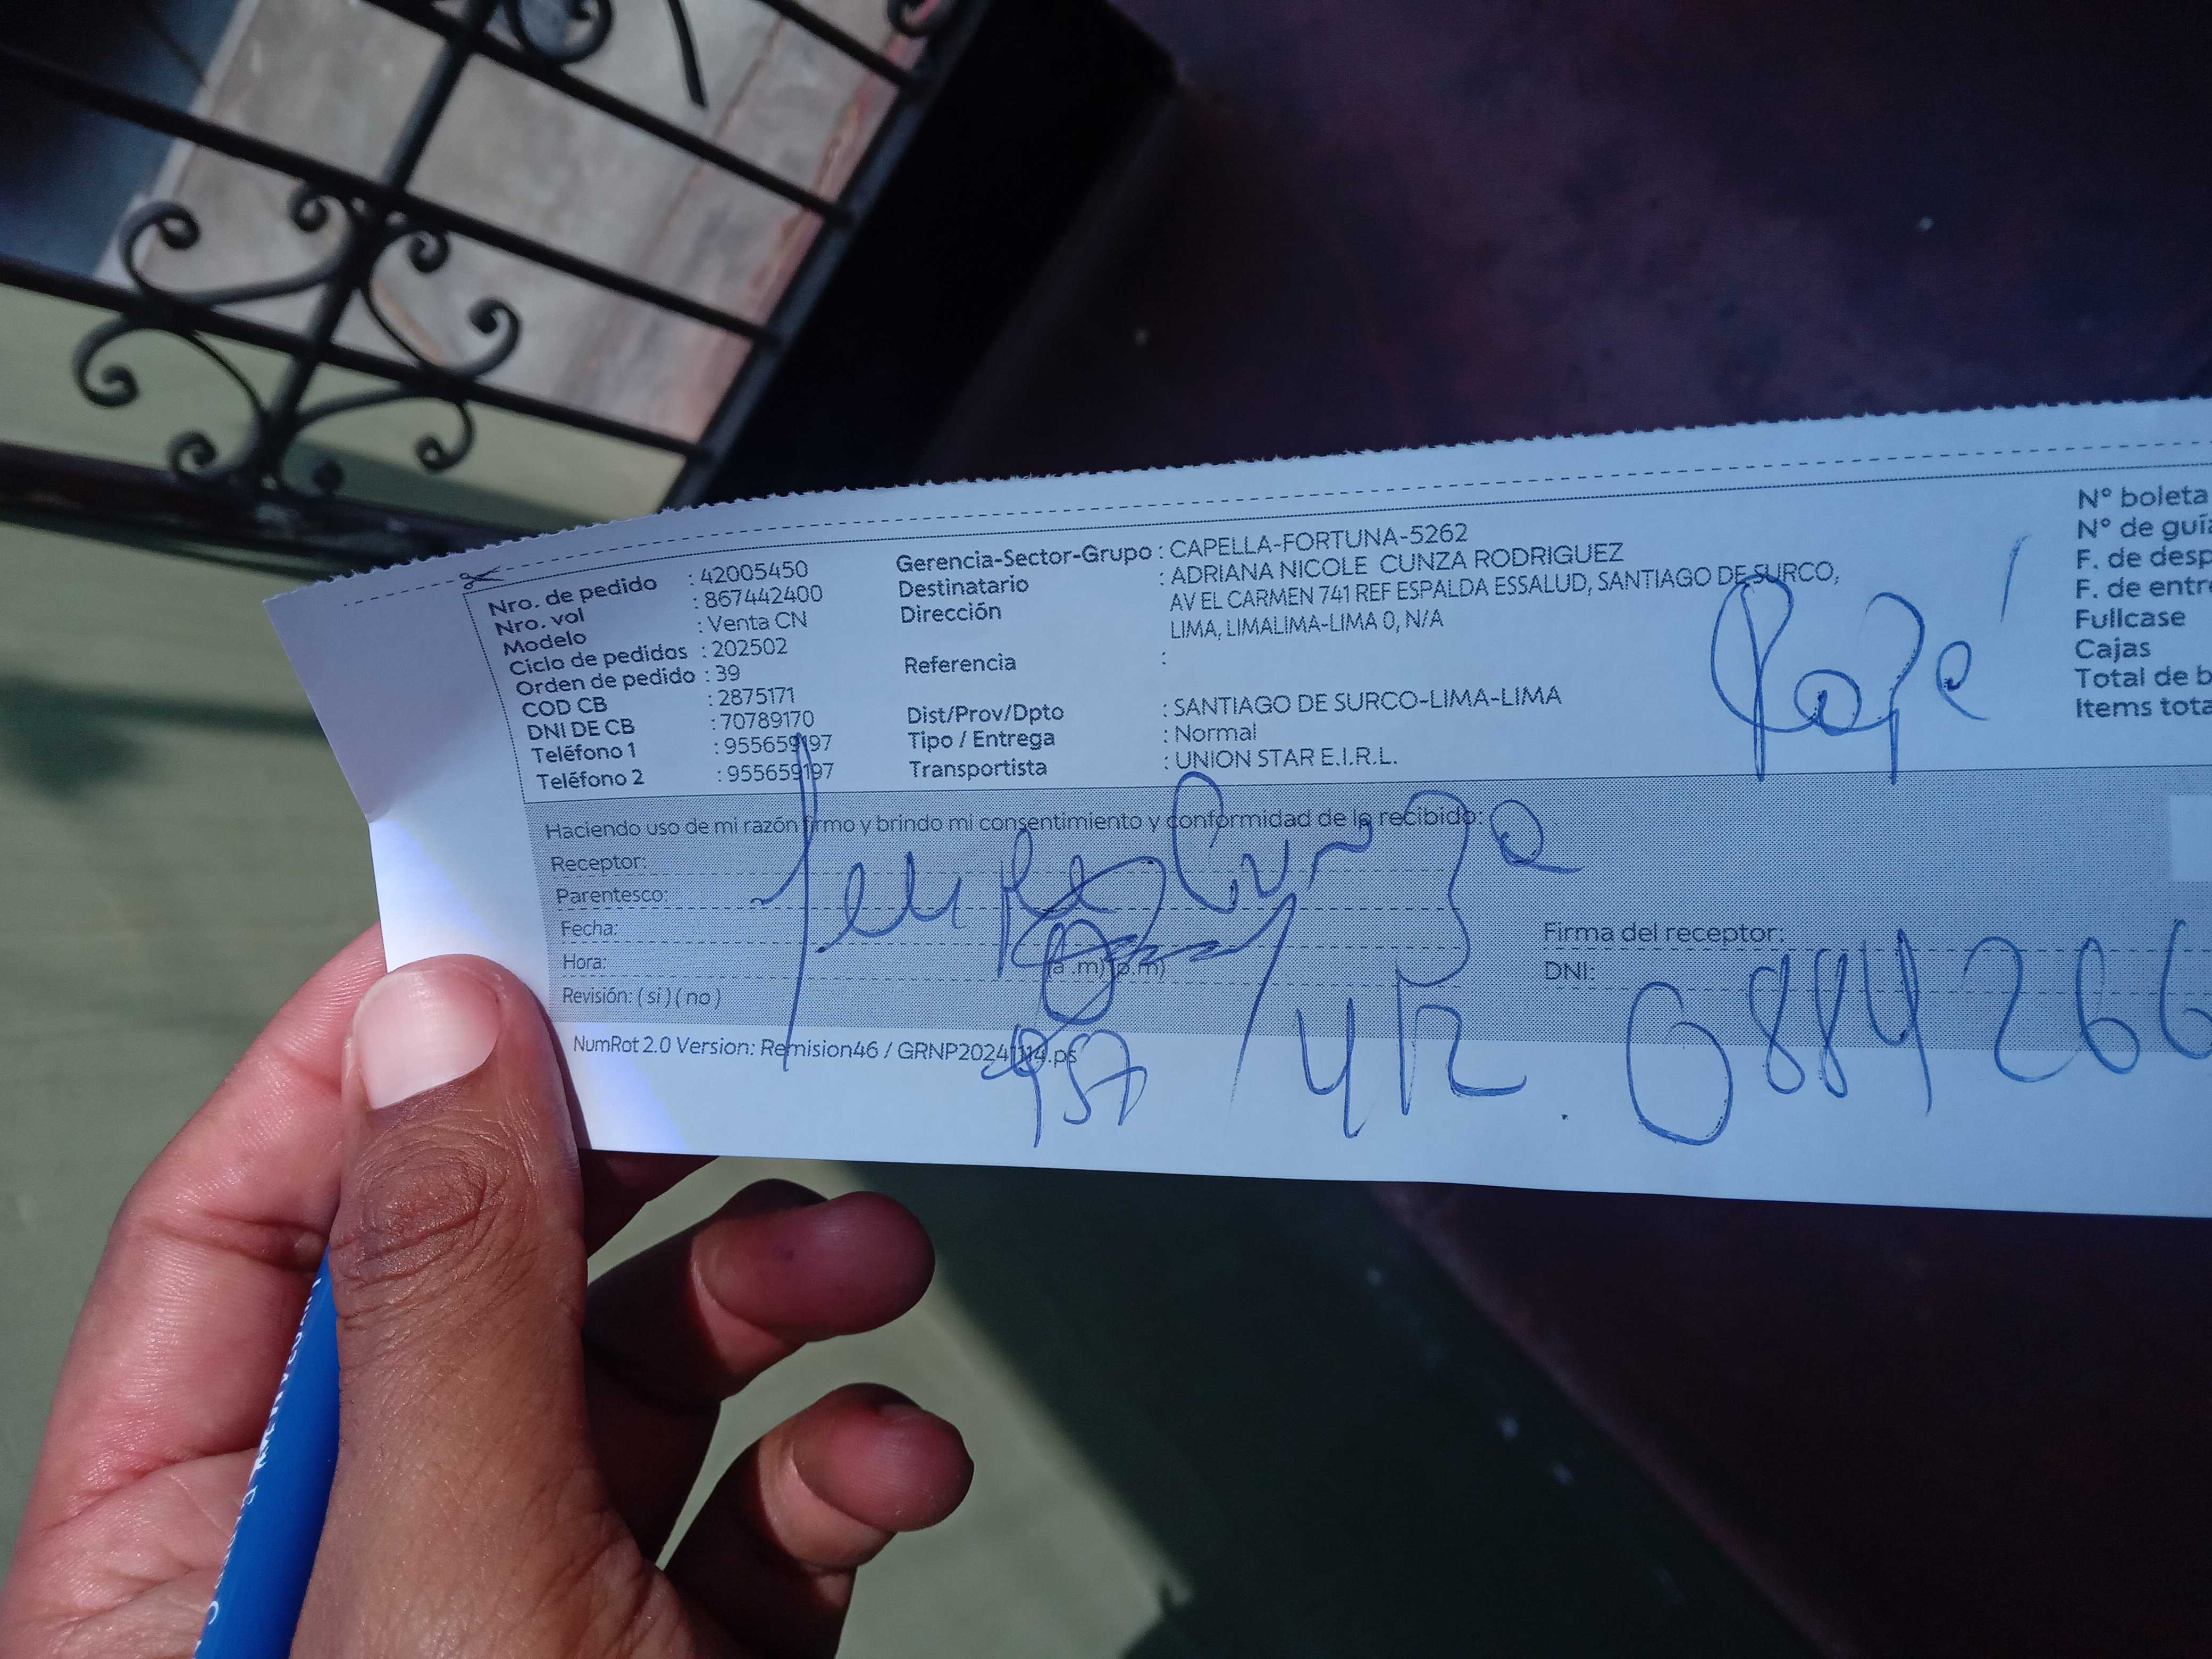 Nro. de pedido : 42005450
Nro. vol : 867442400
Modelo : Venta CN
Ciclo de pedidos : 202502
Orden de pedido : 39
COD CB : 2875171
DNI DE CB : 70789170
Teléfono 1 : 955659197
Teléfono 2 : 955659197
Gerencia-Sector-Grupo : CAPELLA-FORTUNA-5262
Destinatario : ADRIANA NICOLE CUNZA RODRIGUEZ
Dirección AV EL CARMEN 741 REF ESPALDA ESSALUD, SANTIAGO DE SURCO,
LIMA, LIMALIMA-LIMA 0, N/A
Referencia :
Dist/Prov/Dpto : SANTIAGO DE SURCO-LIMA-LIMA
Tipo / Entrega : Normal
Transportista : UNION STAR E.I.R.L.
Papá
N° boleta
N° de guía
F. de desp
F. de entre
Fullcase
Cajas
Total de b
Items tota
Haciendo uso de mi razón firmo y brindo mi consentimiento y conformidad de lo recibido:
Receptor:
Parentesco:
Fecha:
Hora: (a.m) (p.m)
Revisión: ( si ) ( no )
Cunza
Firma del receptor:
DNI: 0884266
NumRot 2.0 Version: Remision46 / GRNP20241114.ps
957